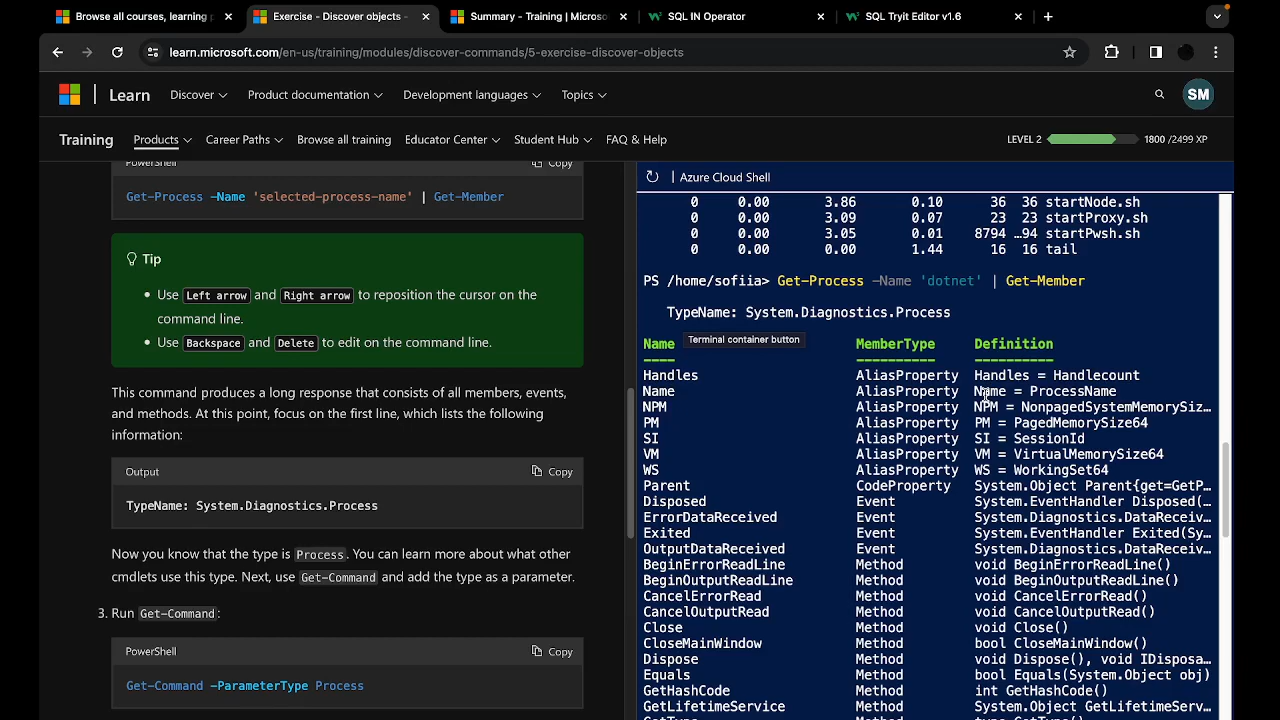 Browse all courses, learning p
Exercise - Discover objects -
Summary - Training | Microso
SQL IN Operator
SQL Tryit Editor v1.6
learn.microsoft.com/en-us/training/modules/discover-commands/5-exercise-discover-objects
Learn
Discover
Product documentation
Development languages
Topics
SM
Training
Products
Career Paths
Browse all training
Educator Center
Student Hub
FAQ & Help
LEVEL 2
1800 /2499 XP
PowerShell
Copy
Get-Process -Name 'selected-process-name' | Get-Member
Tip
• Use Left arrow and Right arrow to reposition the cursor on the
command line.
• Use Backspace and Delete to edit on the command line.
This command produces a long response that consists of all members, events,
and methods. At this point, focus on the first line, which lists the following
information:
Output
Copy
TypeName: System.Diagnostics.Process
Now you know that the type is Process. You can learn more about what other
cmdlets use this type. Next, use Get-Command and add the type as a parameter.
3. Run Get-Command:
PowerShell
Copy
Get-Command -ParameterType Process
Azure Cloud Shell
0 0.00 3.86 0.10 36 36 startNode.sh
0 0.00 3.09 0.07 23 23 startProxy.sh
0 0.00 3.05 0.01 8794 …94 startPwsh.sh
0 0.00 0.00 1.44 16 16 tail
PS /home/sofiia> Get-Process -Name 'dotnet' | Get-Member
TypeName: System.Diagnostics.Process
Terminal container button
Name MemberType Definition
---- ---------- ----------
Handles AliasProperty Handles = Handlecount
Name AliasProperty Name = ProcessName
NPM AliasProperty NPM = NonpagedSystemMemorySiz…
PM AliasProperty PM = PagedMemorySize64
SI AliasProperty SI = SessionId
VM AliasProperty VM = VirtualMemorySize64
WS AliasProperty WS = WorkingSet64
Parent CodeProperty System.Object Parent{get=GetP…
Disposed Event System.EventHandler Disposed(…
ErrorDataReceived Event System.Diagnostics.DataReceiv…
Exited Event System.EventHandler Exited(Sy…
OutputDataReceived Event System.Diagnostics.DataReceiv…
BeginErrorReadLine Method void BeginErrorReadLine()
BeginOutputReadLine Method void BeginOutputReadLine()
CancelErrorRead Method void CancelErrorRead()
CancelOutputRead Method void CancelOutputRead()
Close Method void Close()
CloseMainWindow Method bool CloseMainWindow()
Dispose Method void Dispose(), void IDisposa…
Equals Method bool Equals(System.Object obj)
GetHashCode Method int GetHashCode()
GetLifetimeService Method System.Object GetLifetimeServ…
GetType Method type GetType()